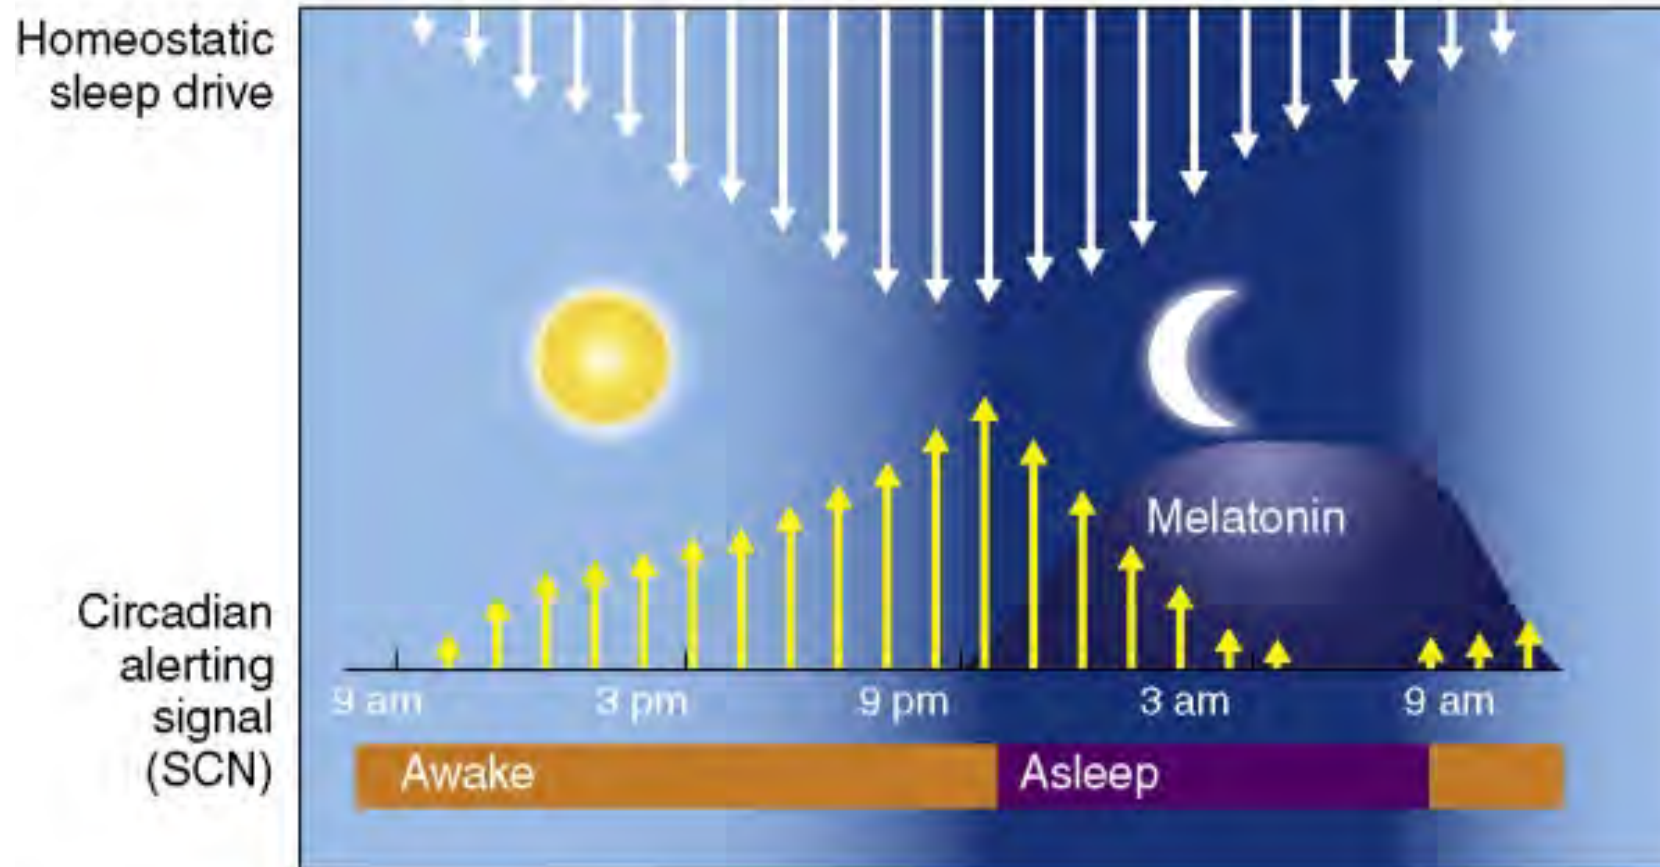 Homeostatic
sleep drive
Melatonin
Circadian
alerting
signal
(SCN)
9 am
3 pm
9 pm
3 am
9 am
Awake
Asleep